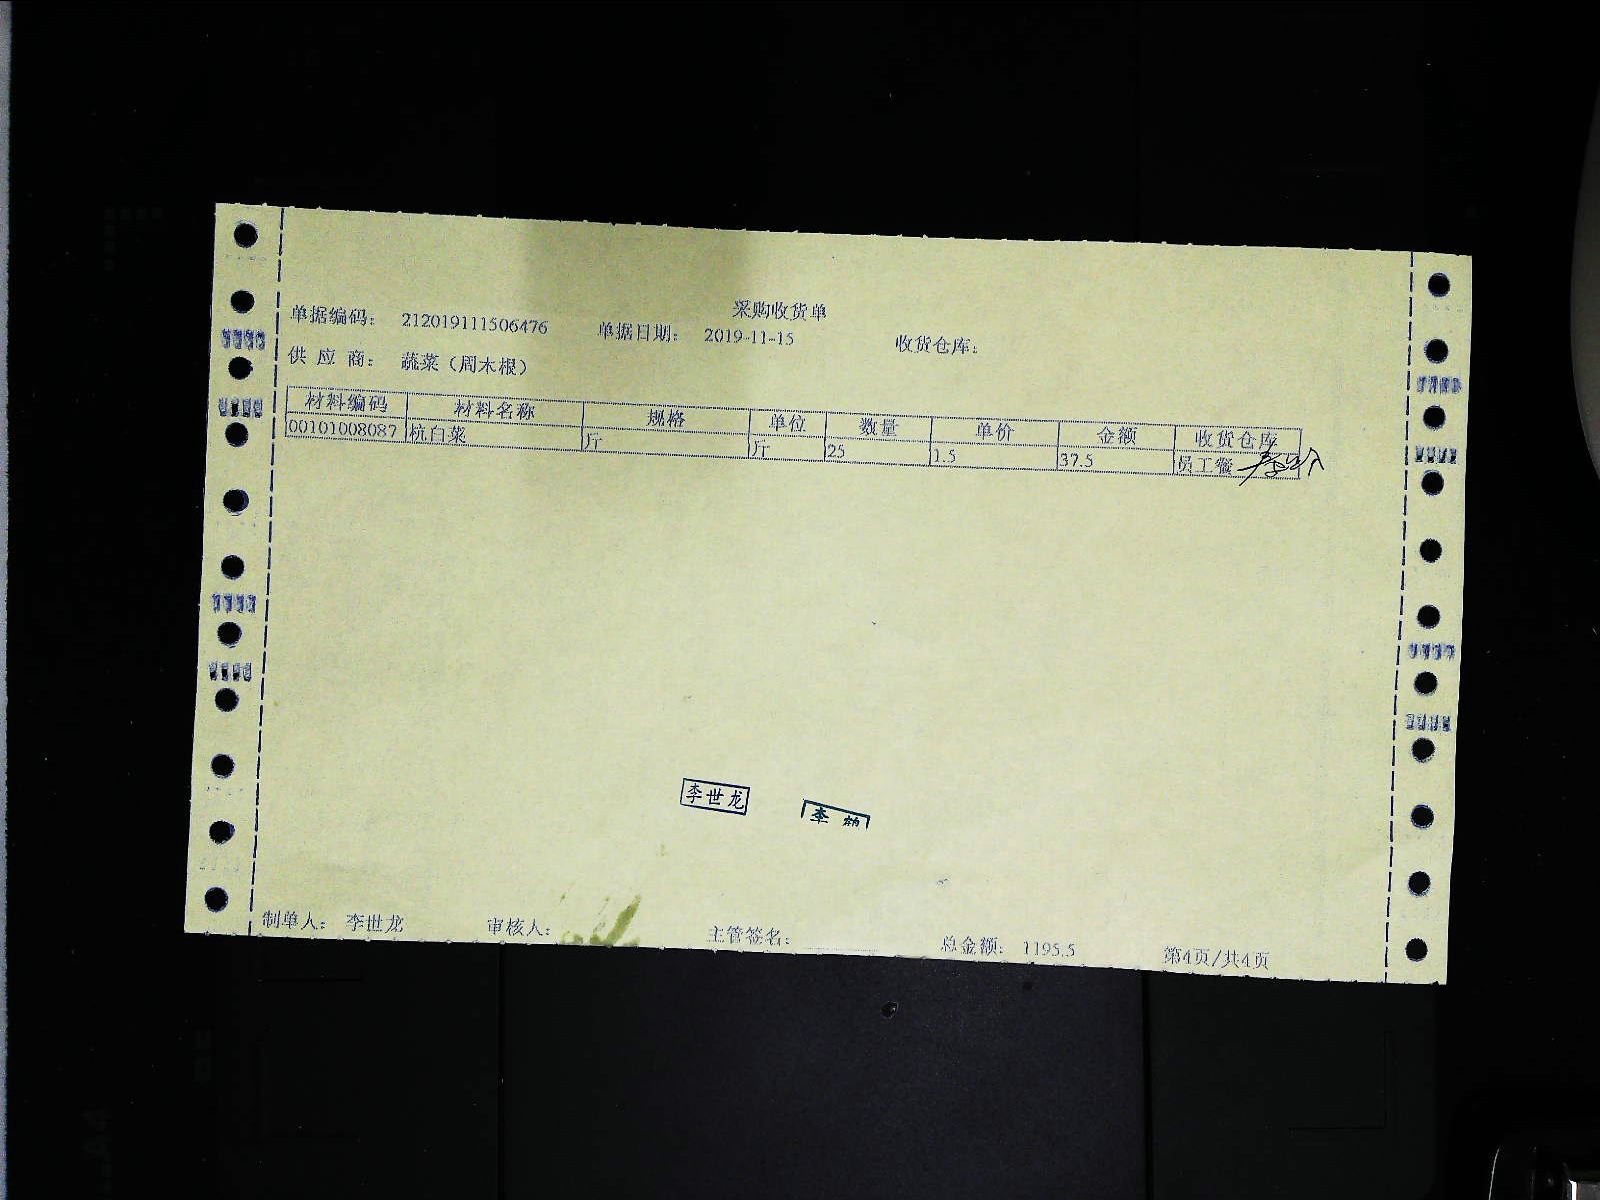 采购收货单
单据编码： 212019111506476 单据日期： 2019-11-15 收货仓库：
供 应 商： 蔬菜（周木根）
材料编码 材料名称 规格 单位 数量 单价 金额 收货仓库
00101008087 杭白菜 斤 斤 25 1.5 37.5 员工餐
李世龙
李
制单人： 李世龙 审核人： 主管签名： 总金额： 1195.5 第4页/共4页